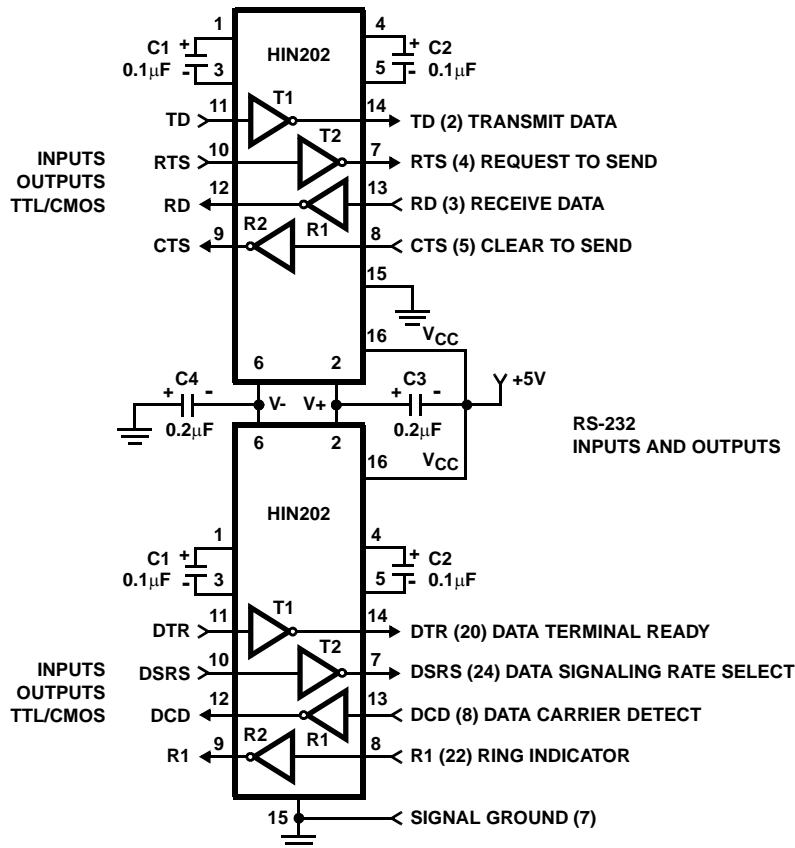 1 4
C1 + HIN202 + C2
0.1μF - 3 5 - 0.1μF
11 T1 14
TD TD (2) TRANSMIT DATA
10 T2 7
INPUTS
OUTPUTS
TTL/CMOS
RTS RTS (4) REQUEST TO SEND
12 13
RD RD (3) RECEIVE DATA
9 R2 R1 8
CTS CTS (5) CLEAR TO SEND
15
16 VCC
6 2
C4 C3 +5V
+ - V- V+ + -
0.2μF 0.2μF
RS-232
INPUTS AND OUTPUTS
6 2
16 VCC
HIN202
1 4
C1 + + C2
0.1μF - 3 5 - 0.1μF
11 T1 14
DTR DTR (20) DATA TERMINAL READY
10 T2 7
INPUTS
OUTPUTS
TTL/CMOS
DSRS DSRS (24) DATA SIGNALING RATE SELECT
12 13
DCD DCD (8) DATA CARRIER DETECT
9 R2 R1 8
R1 R1 (22) RING INDICATOR
15 SIGNAL GROUND (7)